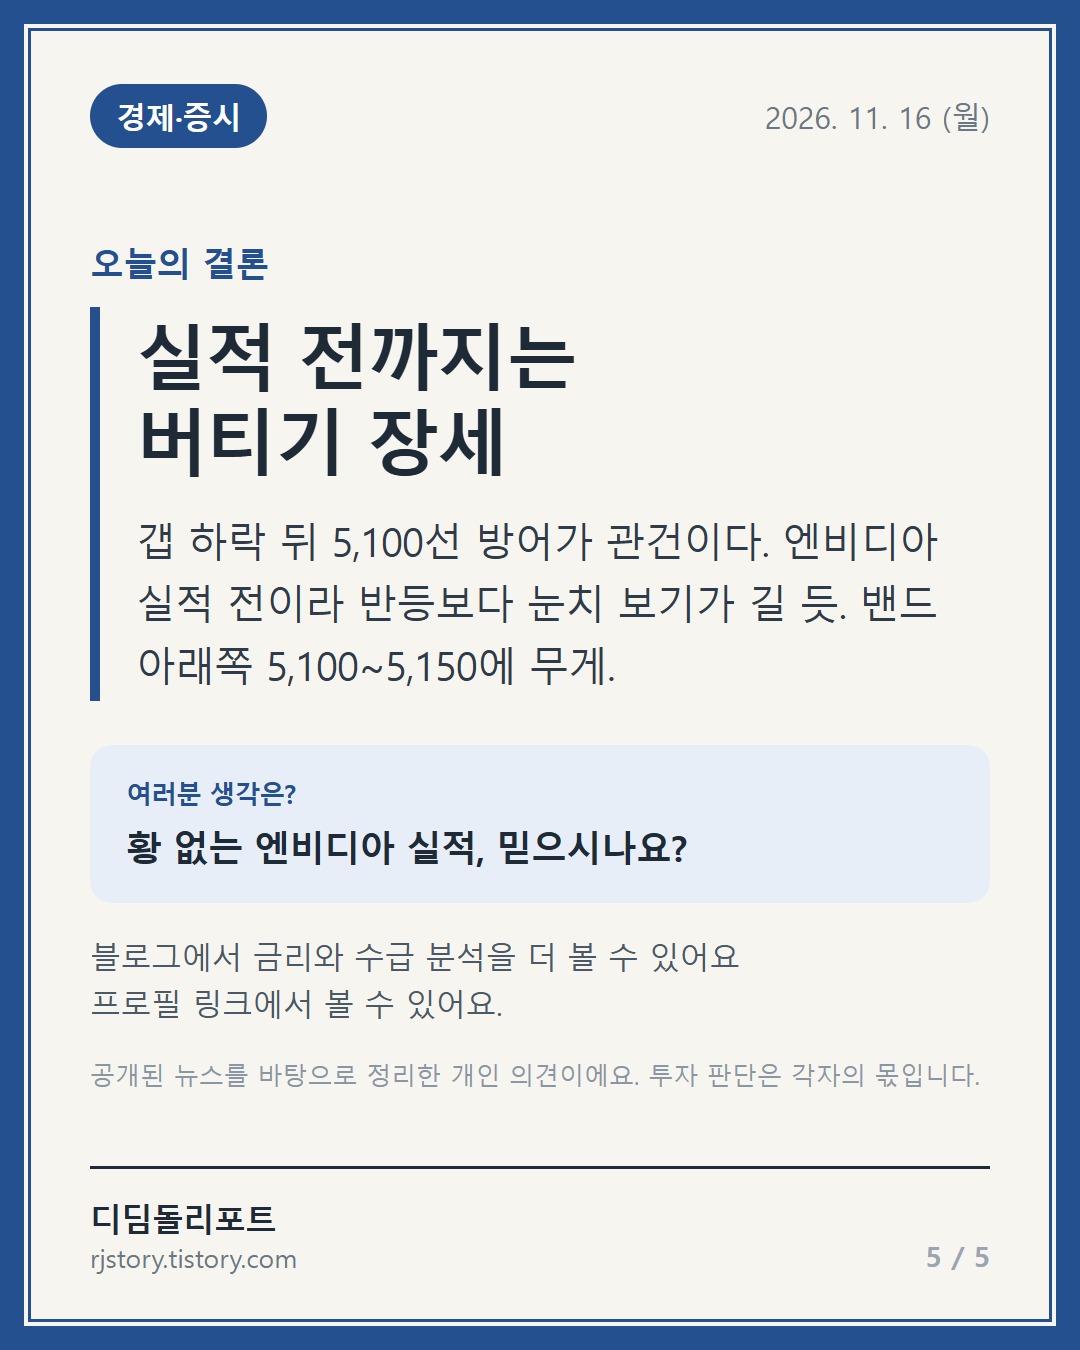 경제·증시
2026. 11. 16 (월)
오늘의 결론
실적 전까지는
버티기 장세
갭 하락 뒤 5,100선 방어가 관건이다. 엔비디아
실적 전이라 반등보다 눈치 보기가 길 듯. 밴드
아래쪽 5,100~5,150에 무게.
여러분 생각은?
황 없는 엔비디아 실적, 믿으시나요?
블로그에서 금리와 수급 분석을 더 볼 수 있어요
프로필 링크에서 볼 수 있어요.
공개된 뉴스를 바탕으로 정리한 개인 의견이에요. 투자 판단은 각자의 몫입니다.
디딤돌리포트
rjstory.tistory.com
5 / 5